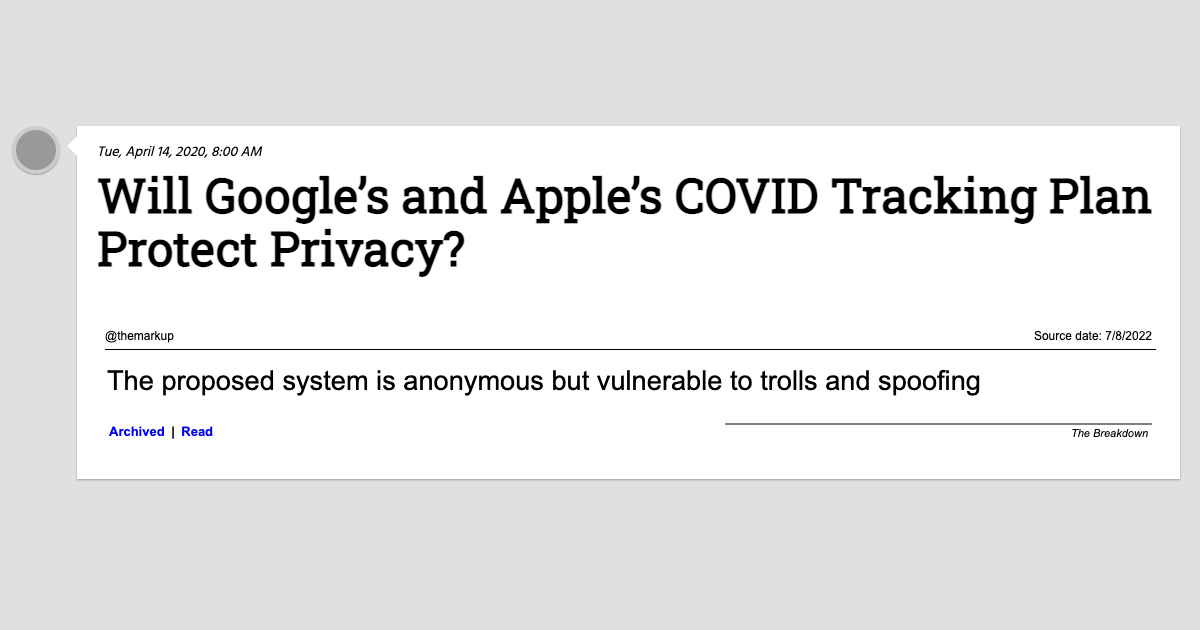 Tue, April 14, 2020, 8:00 AM
Will Google’s and Apple’s COVID Tracking Plan
Protect Privacy?
@themarkup
Source date: 7/8/2022
The proposed system is anonymous but vulnerable to trolls and spoofing
Archived | Read
The Breakdown